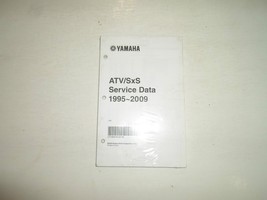 YAMAHA
ATV/SxS
Service Data
1995~2009